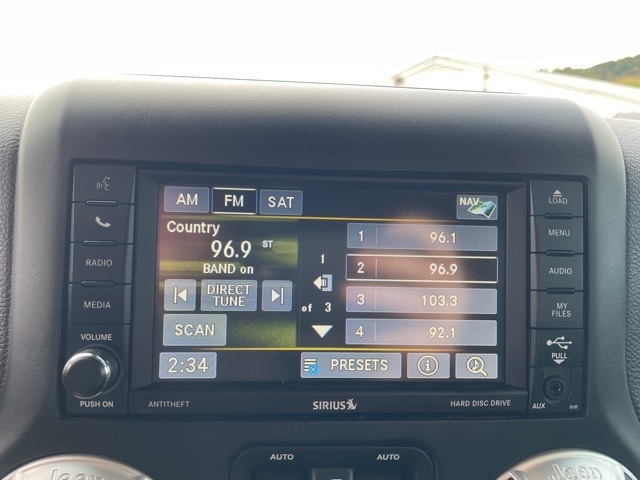 AM FM SAT NAV
Country
96.9 ST
BAND on
DIRECT
TUNE
SCAN
2:34
1
of 3
1 96.1
2 96.9
3 103.3
4 92.1
PRESETS
RADIO
MEDIA
VOLUME
PUSH ON
LOAD
MENU
AUDIO
MY
FILES
PULL
AUX
ANTITHEFT
SIRIUS
HARD DISC DRIVE
AUTO AUTO
Jeep Jeep